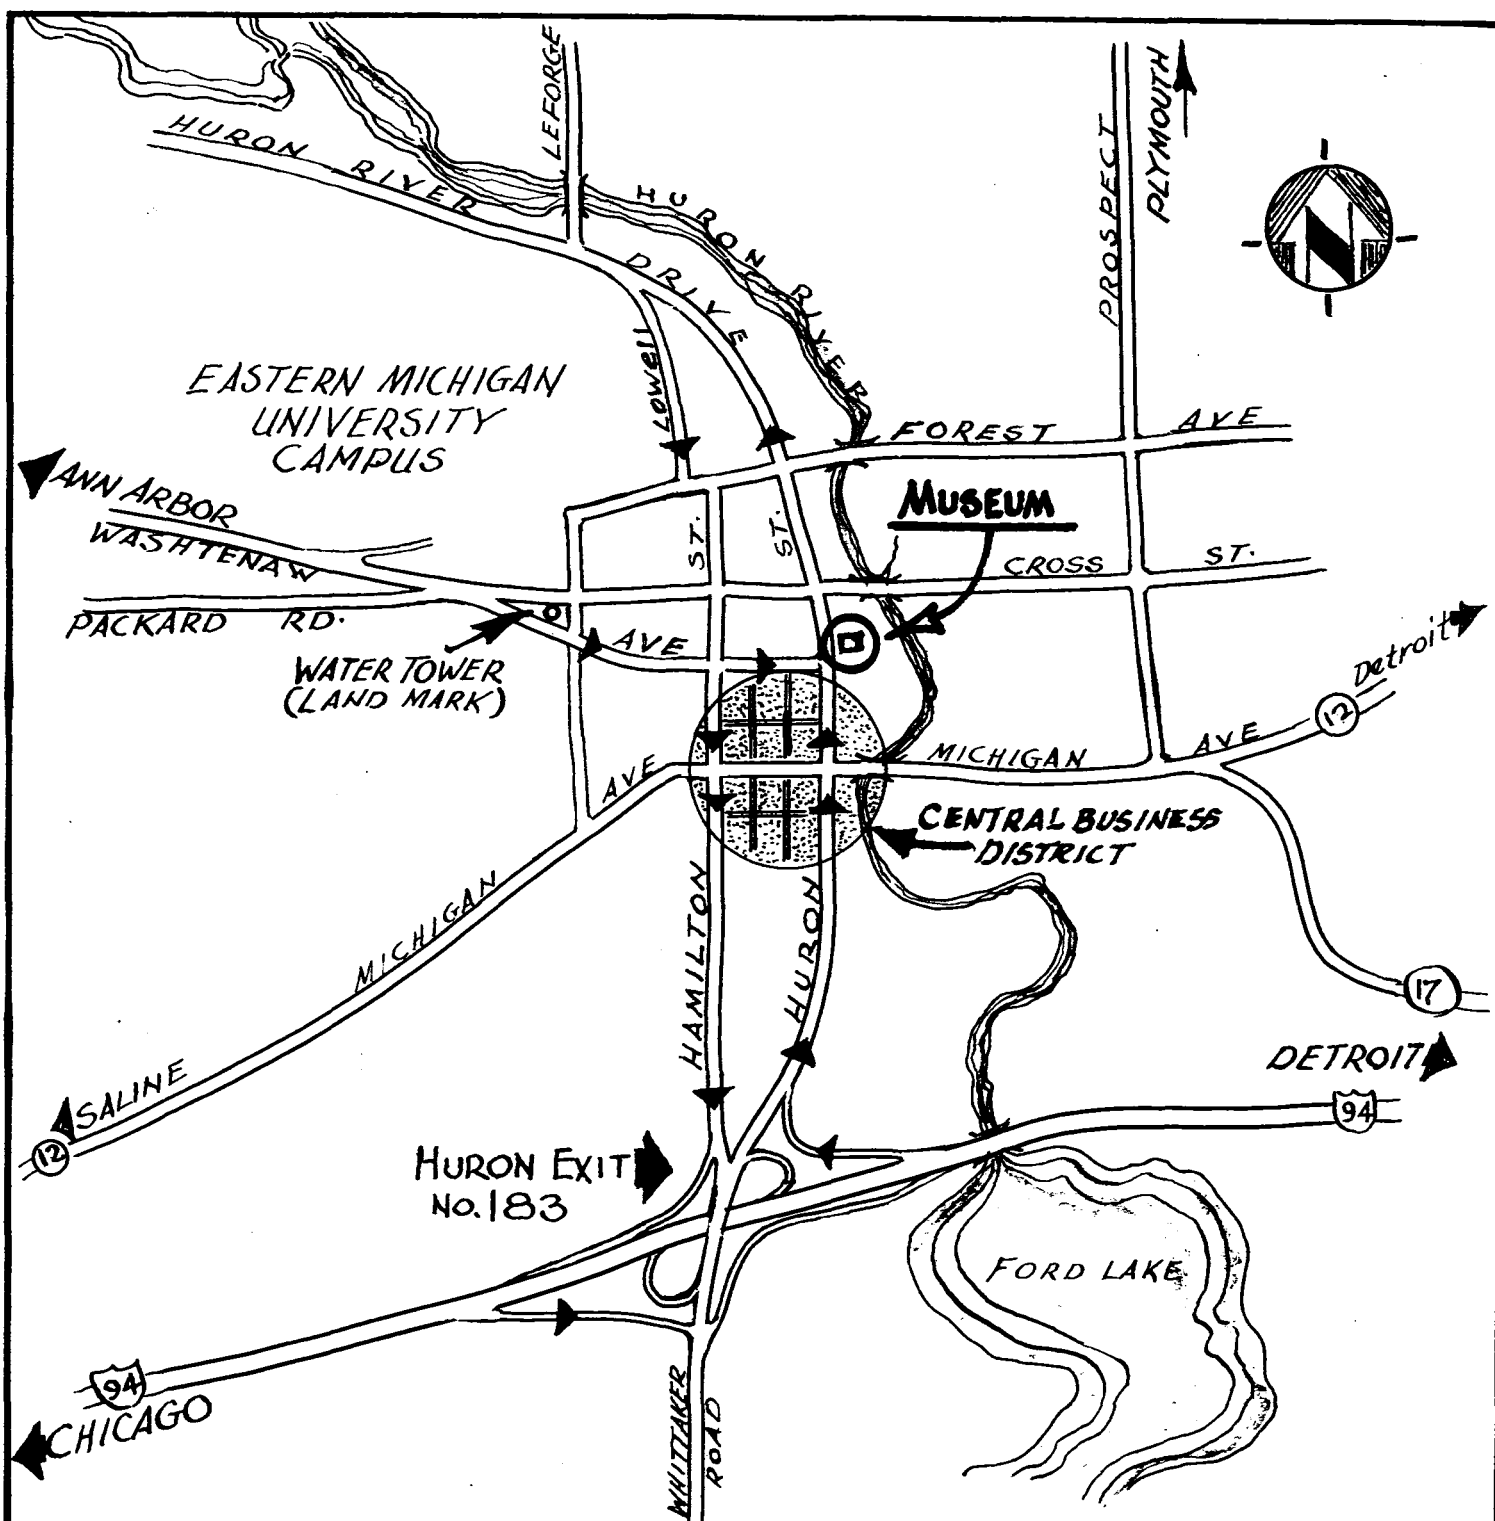 LEFORGE
PLYMOUTH
HURON RIVER DRIVE
HURON RIVER
PROSPECT
N
LOWELL
EASTERN MICHIGAN
UNIVERSITY
CAMPUS
FOREST AVE
ANN ARBOR
WASHTENAW AVE
MUSEUM
ST.
ST.
CROSS ST.
PACKARD RD.
WATER TOWER
(LAND MARK)
Detroit
12
MICHIGAN AVE
MICHIGAN AVE
CENTRAL BUSINESS
DISTRICT
HAMILTON
HURON
17
SALINE
12
DETROIT
94
HURON EXIT
NO. 183
FORD LAKE
94
CHICAGO
WHITTAKER
ROAD